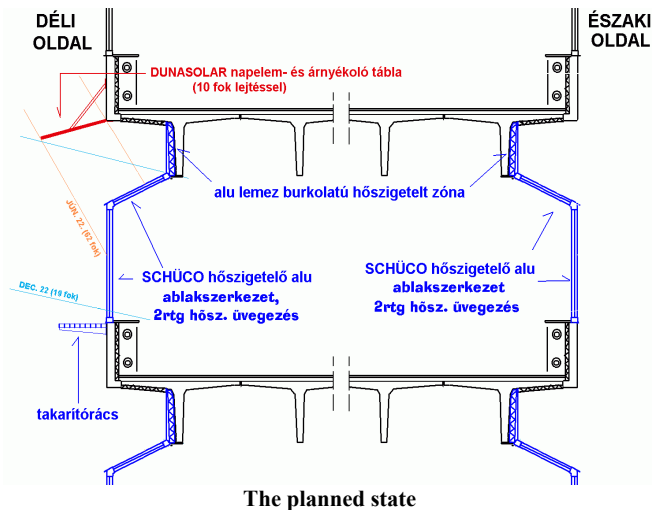 DÉLI
OLDAL
ÉSZAKI
OLDAL
DUNASOLAR napelem- és árnyékoló tábla
(10 fok lejtéssel)
alu lemez burkolatú hőszigetelt zóna
JÚN. 22. (62 fok)
SCHÜCO hőszigetelő alu
ablakszerkezet,
2rtg hősz. üvegezés
SCHÜCO hőszigetelő alu
ablakszerkezet
2rtg hősz. üvegezés
DEC. 22 (19 fok)
takarítórács
The planned state